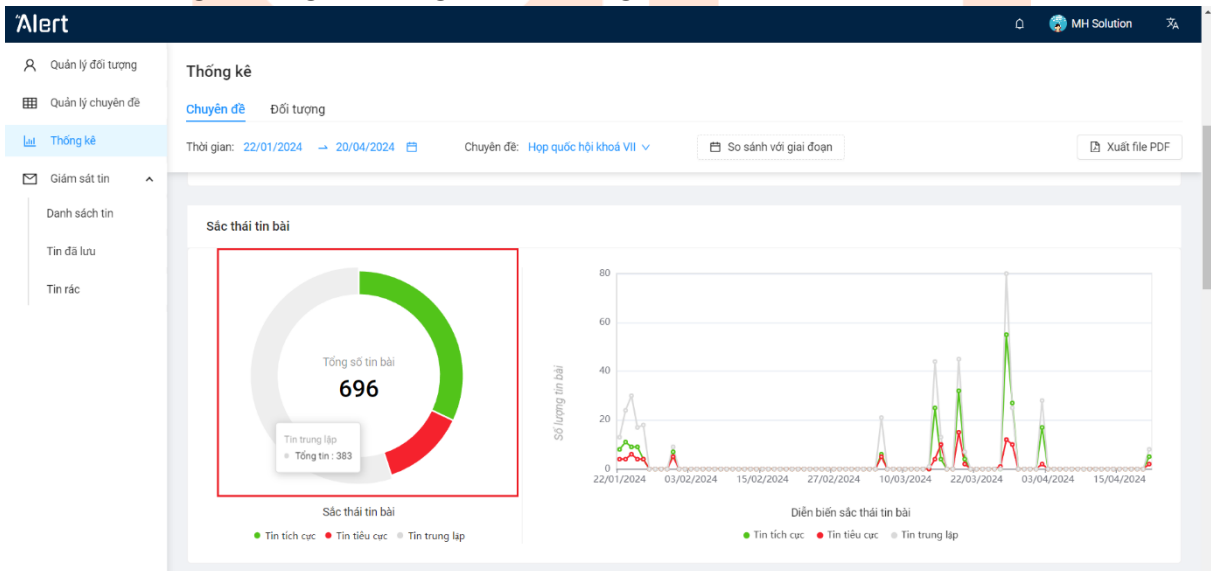 Alert
MH Solution
Quản lý đối tượng
Quản lý chuyên đề
Thống kê
Giám sát tin
Danh sách tin
Tin đã lưu
Tin rác
Thống kê
Chuyên đề Đối tượng
Thời gian: 22/01/2024 → 20/04/2024 Chuyên đề: Họp quốc hội khoá VII So sánh với giai đoạn Xuất file PDF
Sắc thái tin bài
Tổng số tin bài
696
Tin trung lập
Tổng tin : 383
Sắc thái tin bài
Tin tích cực Tin tiêu cực Tin trung lập
Số lượng tin bài
80
60
40
20
0
22/01/2024 03/02/2024 15/02/2024 27/02/2024 10/03/2024 22/03/2024 03/04/2024 15/04/2024
Diễn biến sắc thái tin bài
Tin tích cực Tin tiêu cực Tin trung lập